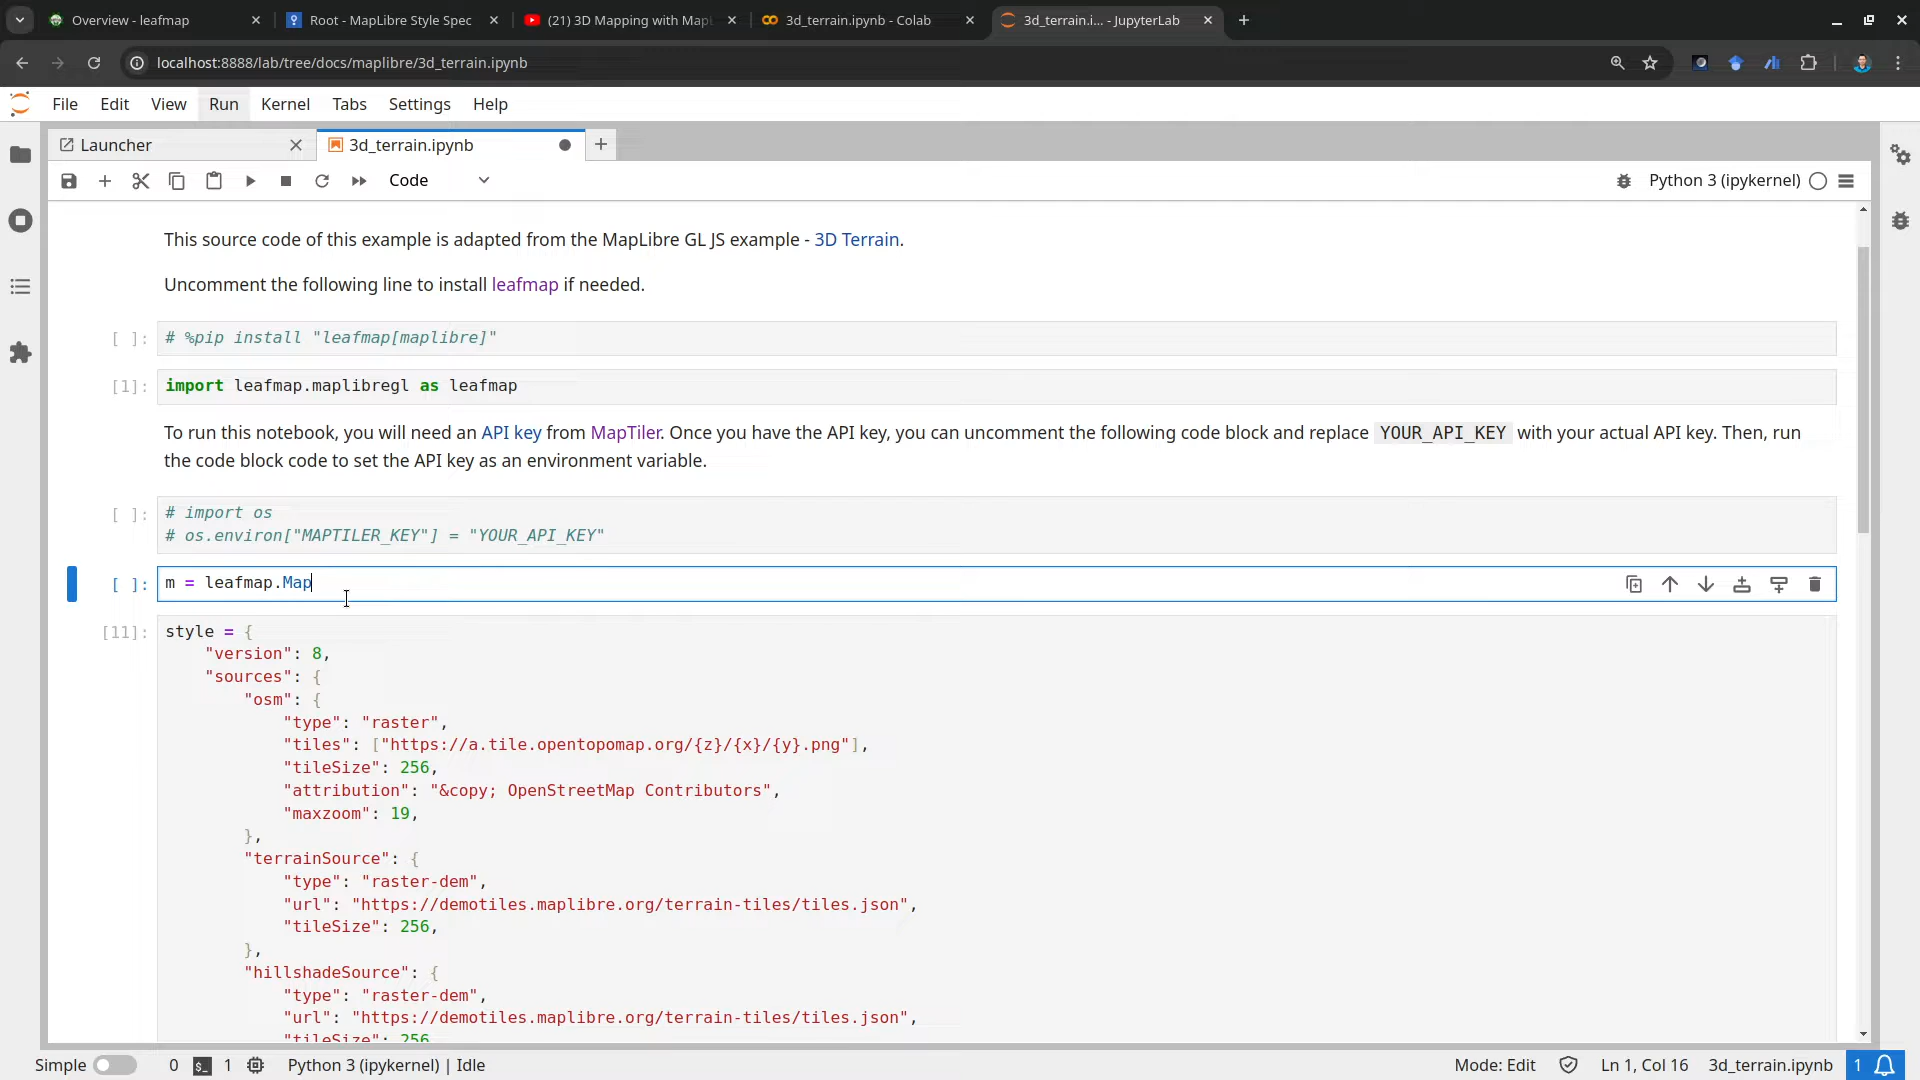 Overview - leafmap
Root - MapLibre Style Spec
(21) 3D Mapping with Mapl
3d_terrain.ipynb - Colab
3d_terrain.i... - JupyterLab
localhost:8888/lab/tree/docs/maplibre/3d_terrain.ipynb
File Edit View Run Kernel Tabs Settings Help
Launcher
3d_terrain.ipynb
Code
Python 3 (ipykernel)
This source code of this example is adapted from the MapLibre GL JS example - 3D Terrain.
Uncomment the following line to install leafmap if needed.
[ ]: # %pip install "leafmap[maplibre]"
[1]: import leafmap.maplibregl as leafmap
To run this notebook, you will need an API key from MapTiler. Once you have the API key, you can uncomment the following code block and replace YOUR_API_KEY with your actual API key. Then, run
the code block code to set the API key as an environment variable.
[ ]: # import os
# os.environ["MAPTILER_KEY"] = "YOUR_API_KEY"
[ ]: m = leafmap.Map
[11]: style = {
"version": 8,
"sources": {
"osm": {
"type": "raster",
"tiles": ["https://a.tile.opentopomap.org/{z}/{x}/{y}.png"],
"tileSize": 256,
"attribution": "&copy; OpenStreetMap Contributors",
"maxzoom": 19,
},
"terrainSource": {
"type": "raster-dem",
"url": "https://demotiles.maplibre.org/terrain-tiles/tiles.json",
"tileSize": 256,
},
"hillshadeSource": {
"type": "raster-dem",
"url": "https://demotiles.maplibre.org/terrain-tiles/tiles.json",
"tileSize": 256
Simple 0 1 Python 3 (ipykernel) | Idle Mode: Edit Ln 1, Col 16 3d_terrain.ipynb 1